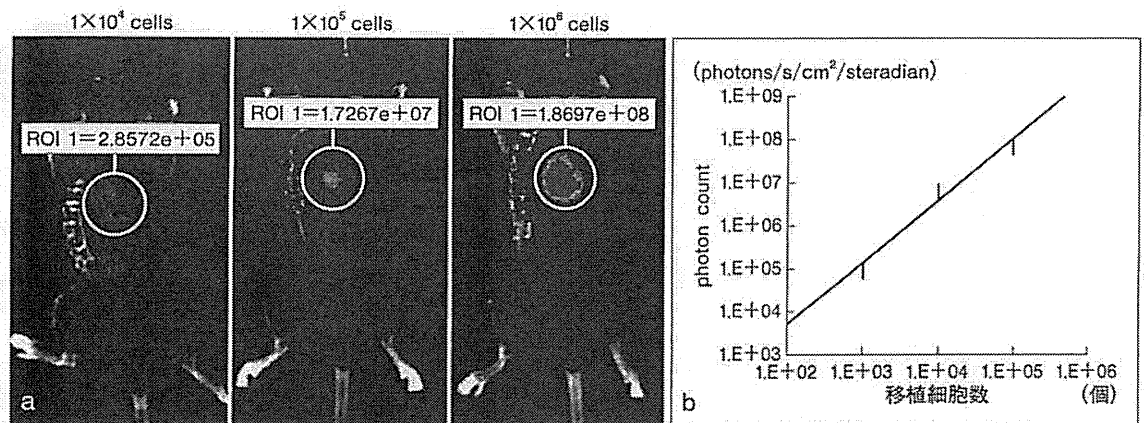 1×10⁴ cells
1×10⁵ cells
1×10⁶ cells
ROI 1=2.8572e+05
ROI 1=1.7267e+07
ROI 1=1.8697e+08
a
(photons/s/cm²/steradian)
photon count
1.E+09
1.E+08
1.E+07
1.E+06
1.E+05
1.E+04
1.E+03
1.E+02
1.E+03
1.E+04
1.E+05
1.E+06
移植細胞数
(個)
b